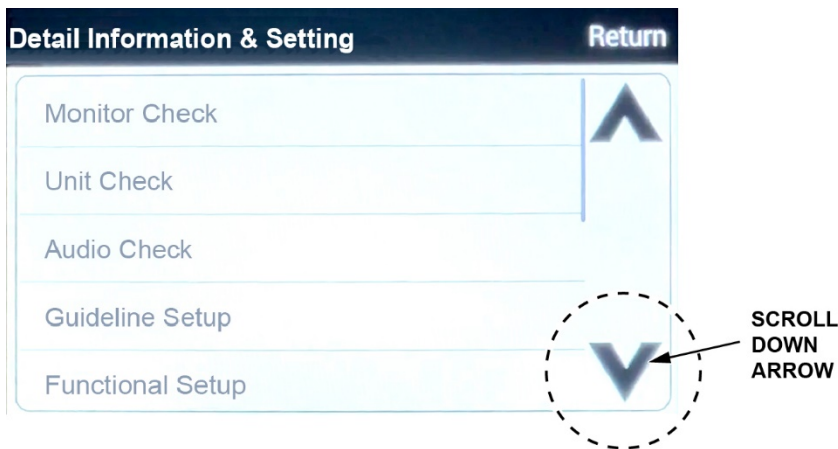 Detail Information & Setting
Return
Monitor Check
Unit Check
Audio Check
Guideline Setup
Functional Setup
SCROLL
DOWN
ARROW